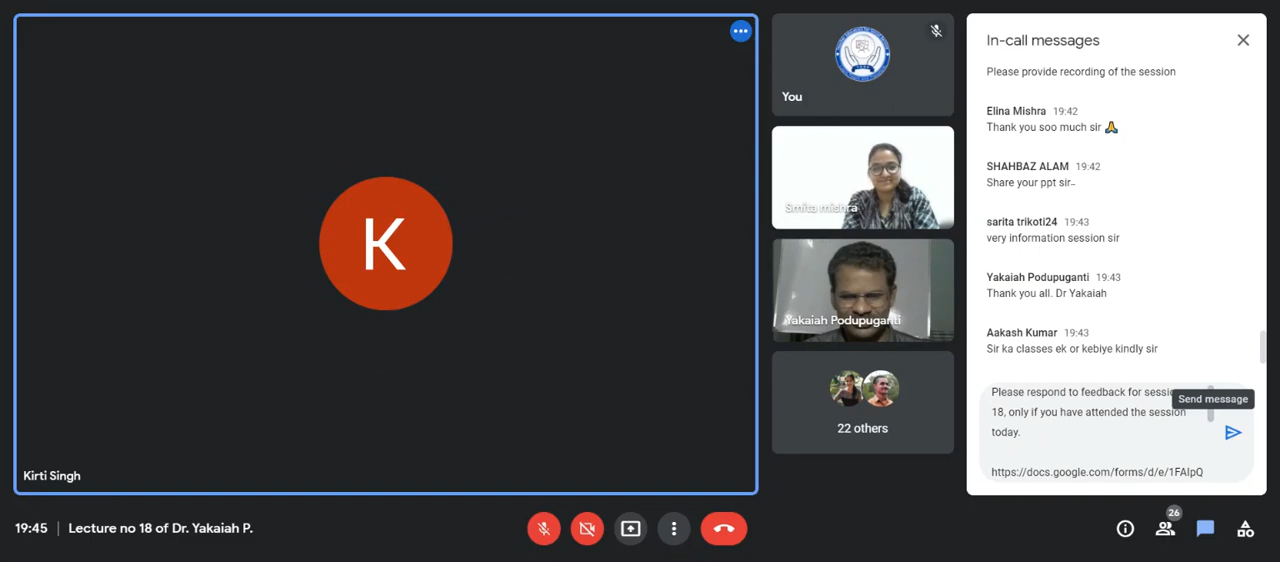 You
Smita mishra
Yakaiah Podupuganti
22 others
K
Kirti Singh
In-call messages
Please provide recording of the session
Elina Mishra 19:42
Thank you soo much sir 🙏
SHAHBAZ ALAM 19:42
Share your ppt sir..
sarita trikoti24 19:43
very information session sir
Yakaiah Podupuganti 19:43
Thank you all. Dr Yakaiah
Aakash Kumar 19:43
Sir ka classes ek or kebiye kindly sir
Please respond to feedback for
Send message
18, only if you have attended the session
today.
https://docs.google.com/forms/d/e/1FAIpQ
19:45 | Lecture no 18 of Dr. Yakaiah P.
26